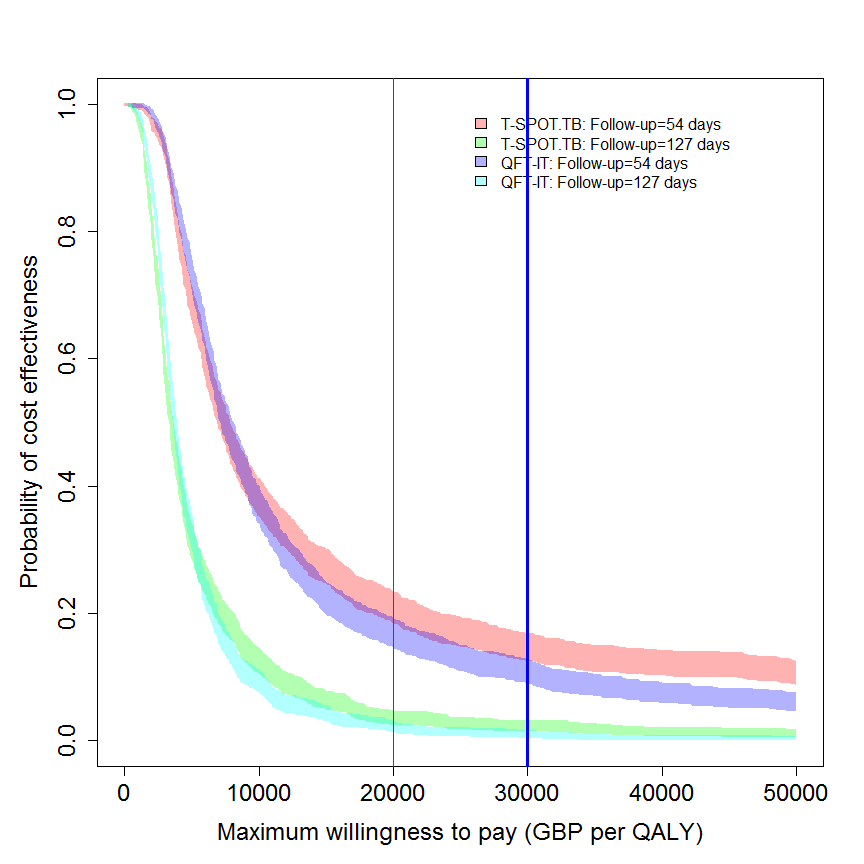 T-SPOT.TB: Follow-up=54 days
T-SPOT.TB: Follow-up=127 days
QFT-IT: Follow-up=54 days
QFT-IT: Follow-up=127 days
Probability of cost effectiveness
1.0
0.8
0.6
0.4
0.2
0.0
0 10000 20000 30000 40000 50000
Maximum willingness to pay (GBP per QALY)